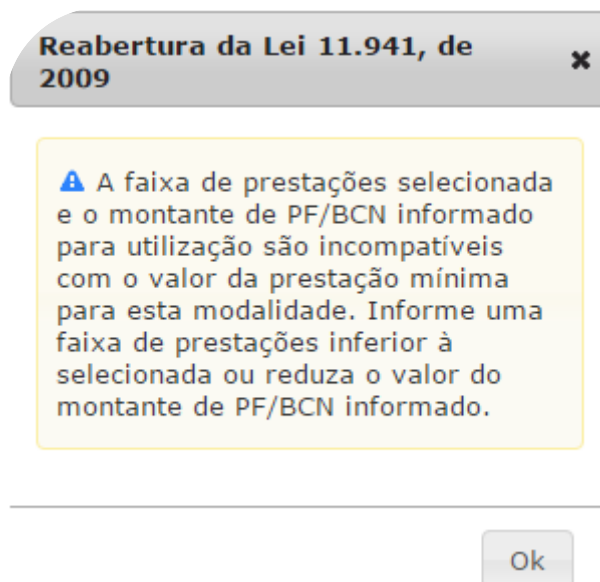 Reabertura da Lei 11.941, de
2009
A faixa de prestações selecionada
e o montante de PF/BCN informado
para utilização são incompatíveis
com o valor da prestação mínima
para esta modalidade. Informe uma
faixa de prestações inferior à
selecionada ou reduza o valor do
montante de PF/BCN informado.
Ok